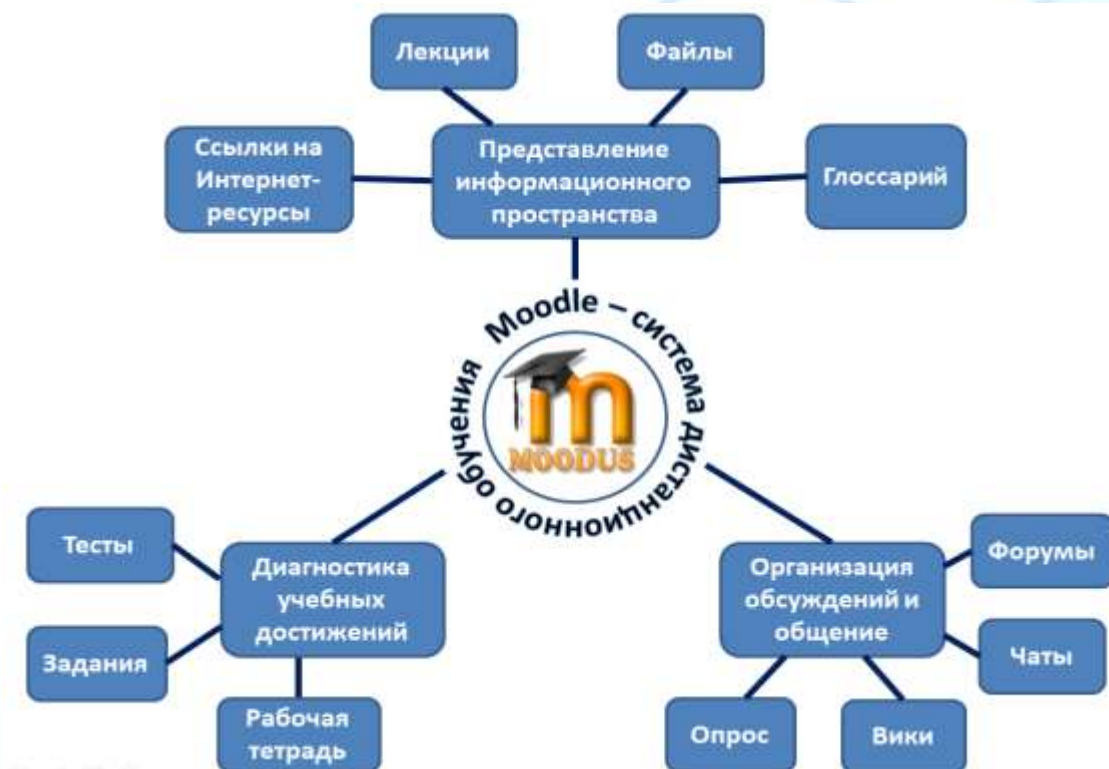 Лекции
Файлы
Ссылки на
Интернет-
ресурсы
Представление
информационного
пространства
Глоссарий
Moodle – система дистанционного обучения
m
MOODUS
Тесты
Диагностика
учебных
достижений
Задания
Рабочая
тетрадь
Организация
обсуждений и
общение
Форумы
Чаты
Опрос
Вики